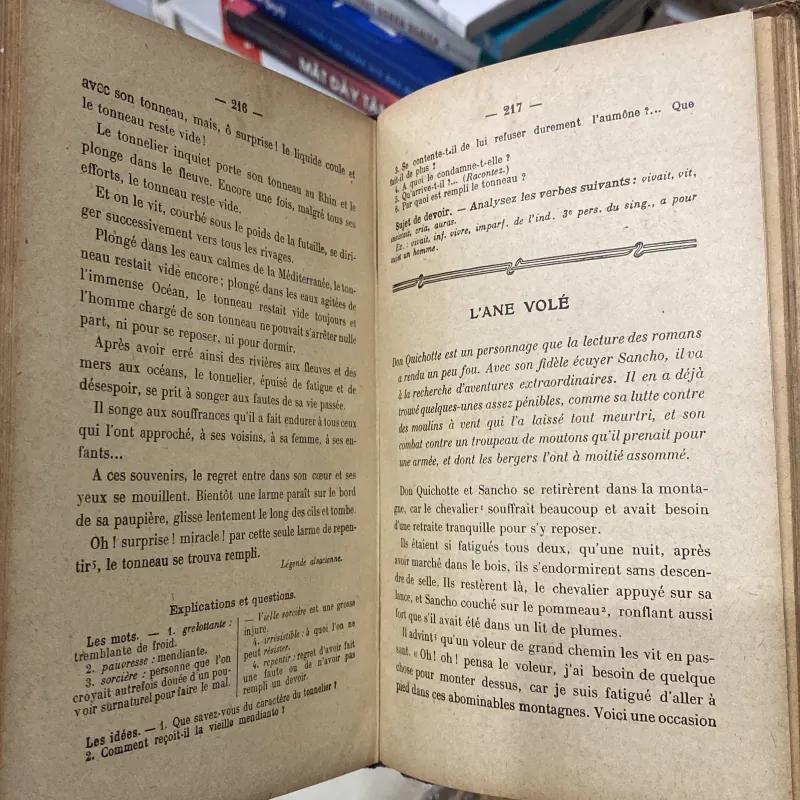 MẶT DÀY TÂM
— 216 —
avec son tonneau, mais, ô surprise! le liquide coule et
le tonneau reste vide!
Le tonnelier inquiet porte son tonneau au Rhin et le
plonge dans le fleuve. Encore une fois, malgré tous ses
efforts, le tonneau reste vide.
Et on le vit, courbé sous le poids de la futaille, se diri-
ger successivement vers tous les rivages.
Plongé dans les eaux calmes de la Méditerranée, le ton-
neau restait vide encore; plongé dans les eaux agitées de
l'immense Océan, le tonneau restait vide toujours et
l'homme chargé de son tonneau ne pouvait s'arrêter nulle
part, ni pour se reposer, ni pour dormir.
Après avoir erré ainsi des rivières aux fleuves et des
mers aux océans, le tonnelier, épuisé de fatigue et de
désespoir, se prit à songer aux fautes de sa vie passée.
Il songe aux souffrances qu'il a fait endurer à tous ceux
qui l'ont approché, à ses voisins, à sa femme, à ses en-
fants...
A ces souvenirs, le regret entre dans son cœur et ses
yeux se mouillent. Bientôt une larme paraît sur le bord
de sa paupière, glisse lentement le long des cils et tombe.
Oh! surprise! miracle! par cette seule larme de repen-
tir⁵, le tonneau se trouva rempli.
Légende alsacienne.
Explications et questions.
Les mots. — 1. grelottante :
tremblante de froid.
2. pauvresse : mendiante.
3. sorcière : personne que l'on
croyait autrefois douée d'un pou-
voir surnaturel pour faire le mal.
— Vielle sorcière est une grosse
injure.
4. irrésistible : à quoi l'on ne
peut résister.
4. repentir : regret d'avoir fait
une faute ou de n'avoir pas
rempli un devoir.
Les idées. — 1. Que savez-vous du caractère du tonnelier?
2. Comment reçoit-il la vieille mendiante?
— 217 —
3. Se contente-t-il de lui refuser durement l'aumône?... Que
fait-il de plus?
4. A quoi le condamne-t-elle?
5. Qu'arrive-t-il?... (Racontez.)
6. Par quoi est rempli le tonneau?
Sujet de devoir. — Analysez les verbes suivants : vivait, vit,
cria, auras.
Ex. : vivait, inf. vivre, imparf. de l'ind. 3e pers. du sing., a pour
sujet un homme.
L'ANE VOLÉ
Don Quichotte est un personnage que la lecture des romans
a rendu un peu fou. Avec son fidèle écuyer Sancho, il va
à la recherche d'aventures extraordinaires. Il en a déjà
trouvé quelques-unes assez pénibles, comme sa lutte contre
des moulins à vent qui l'a laissé tout meurtri, et son
combat contre un troupeau de moutons qu'il prenait pour
une armée, et dont les bergers l'ont à moitié assommé.
Don Quichotte et Sancho se retirèrent dans la monta-
gne, car le chevalier¹ souffrait beaucoup et avait besoin
d'une retraite tranquille pour s'y reposer.
Ils étaient si fatigués tous deux, qu'une nuit, après
avoir marché dans le bois, ils s'endormirent sans descen-
dre de selle. Ils restèrent là, le chevalier appuyé sur sa
lance, et Sancho couché sur le pommeau², ronflant aussi
fort que s'il avait été dans un lit de plumes.
Il advint³ qu'un voleur de grand chemin les vit en pas-
sant. « Oh! oh! pensa le voleur, j'ai besoin de quelque
chose pour monter dessus, car je suis fatigué d'aller à
pied dans ces abominables montagnes. Voici une occasion